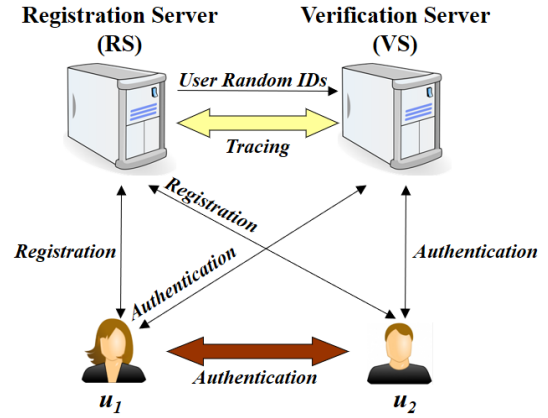 Registration Server
(RS)
Verification Server
(VS)
User Random IDs
Tracing
Registration
Registration
Authentication
Authentication
Authentication
u1
u2